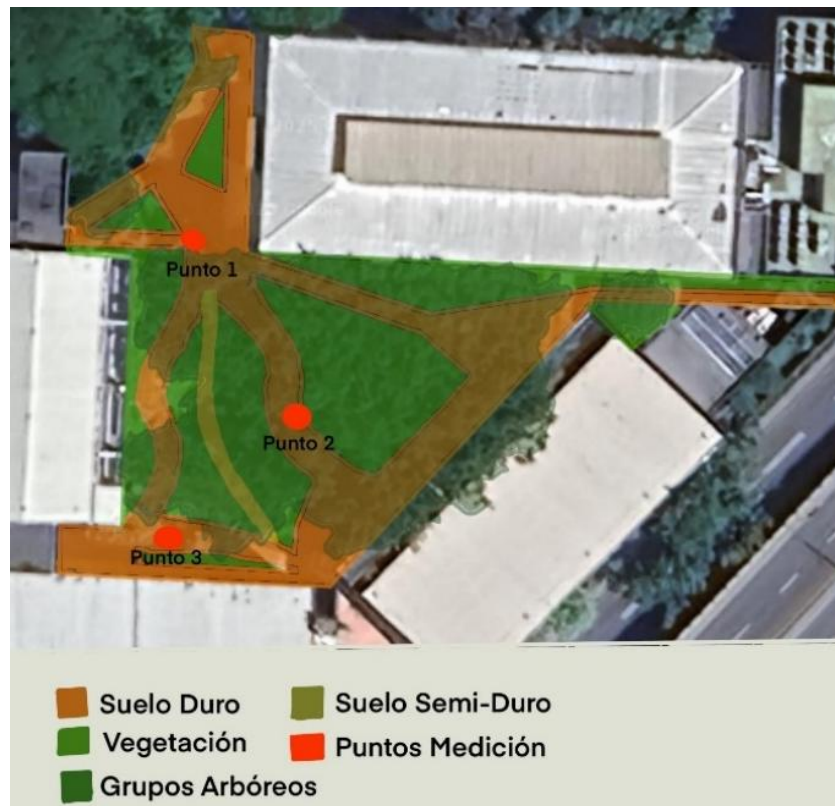 Punto 1
Punto 2
Punto 3
Suelo Duro
Suelo Semi-Duro
Vegetación
Puntos Medición
Grupos Arbóreos